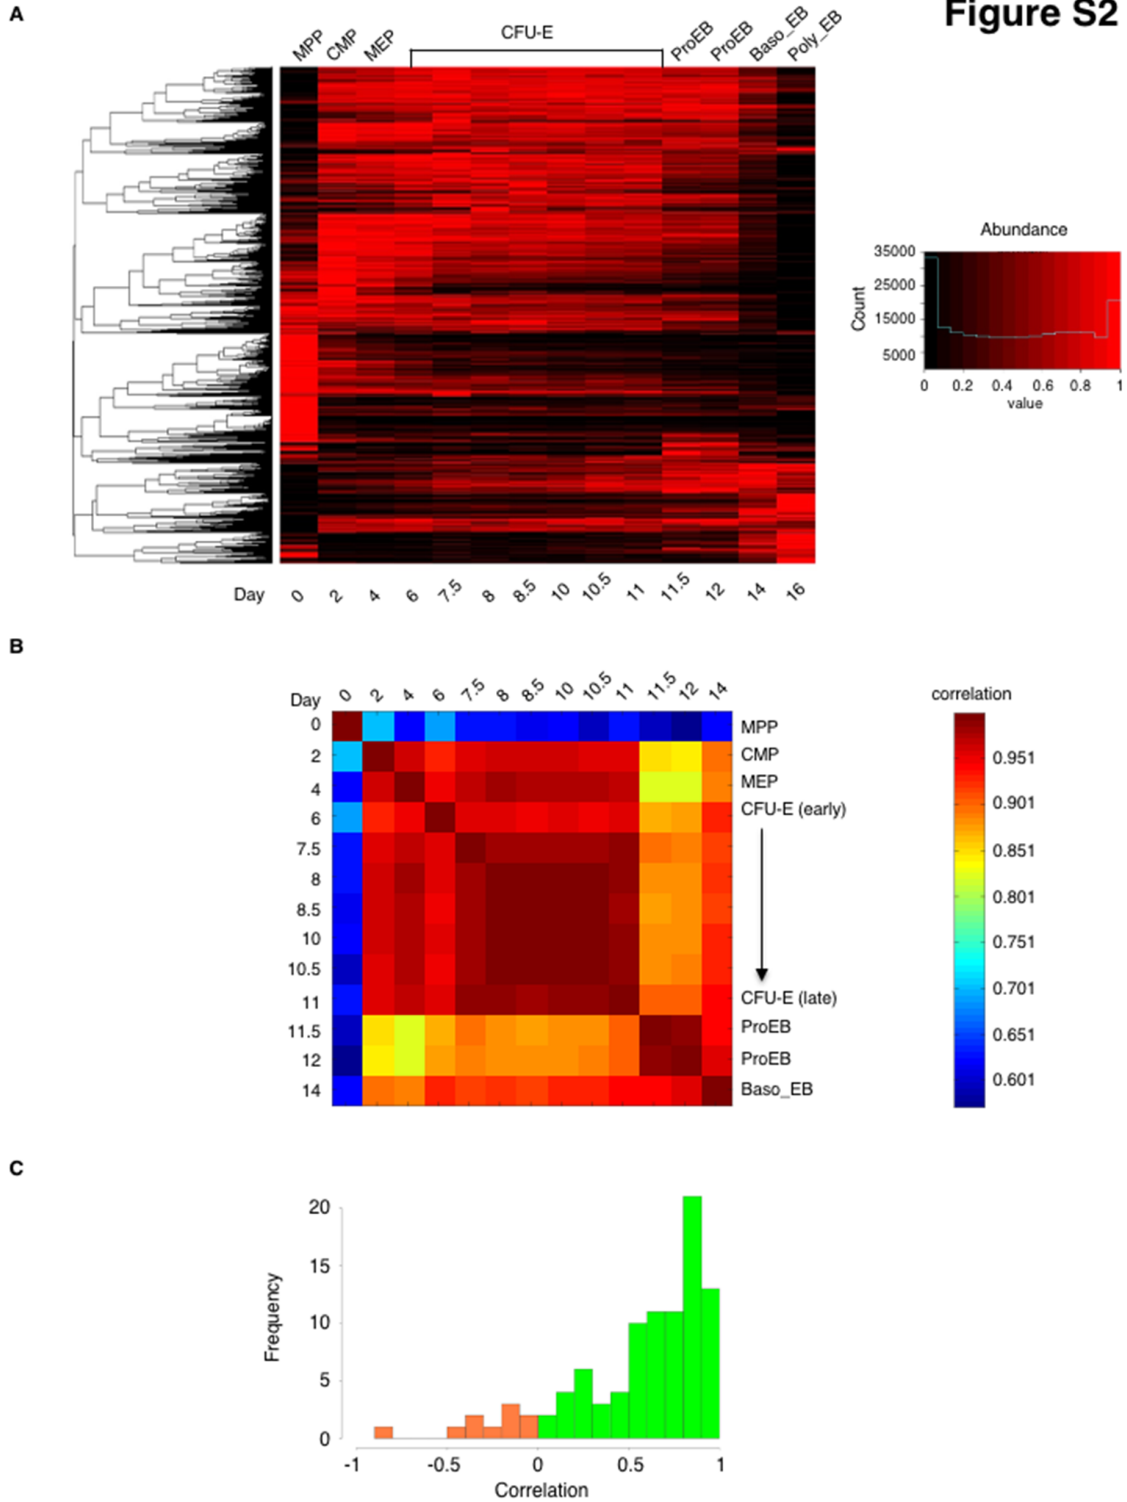 Figure S2
A
MPP CMP MEP CFU-E ProEB ProEB Baso_EB Poly_EB
Abundance
35000
25000
15000
5000
Count
0 0.2 0.4 0.6 0.8 1
value
Day 0 2 4 6 7.5 8 8.5 10 10.5 11 11.5 12 14 16
B
Day 0 2 4 6 7.5 8 8.5 10 10.5 11 11.5 12 14
correlation
0 MPP
2 CMP
4 MEP
6 CFU-E (early)
7.5
8
8.5
10
10.5
11 CFU-E (late)
11.5 ProEB
12 ProEB
14 Baso_EB
0.951
0.901
0.851
0.801
0.751
0.701
0.651
0.601
C
20
15
10
5
0
Frequency
-1 -0.5 0 0.5 1
Correlation